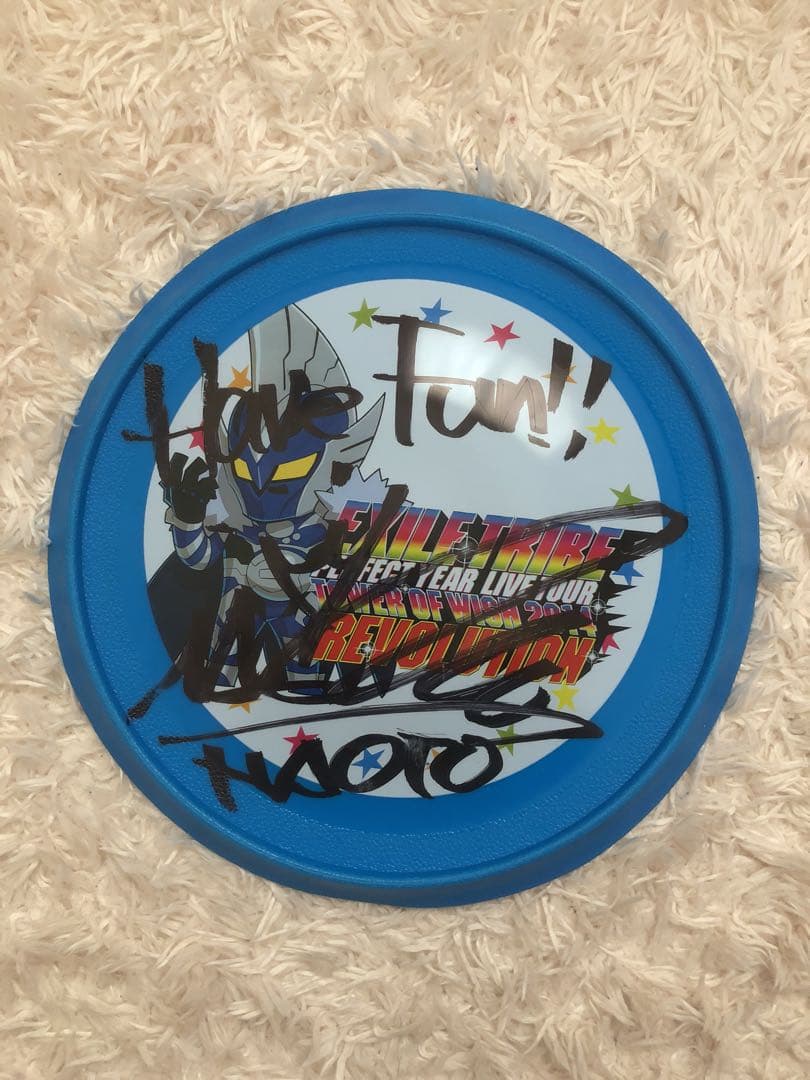 Have Fun!!
EXILE TRIBE
PERFECT YEAR LIVE TOUR
TOWER OF WISH 2014
REVOLUTION
NAOTO